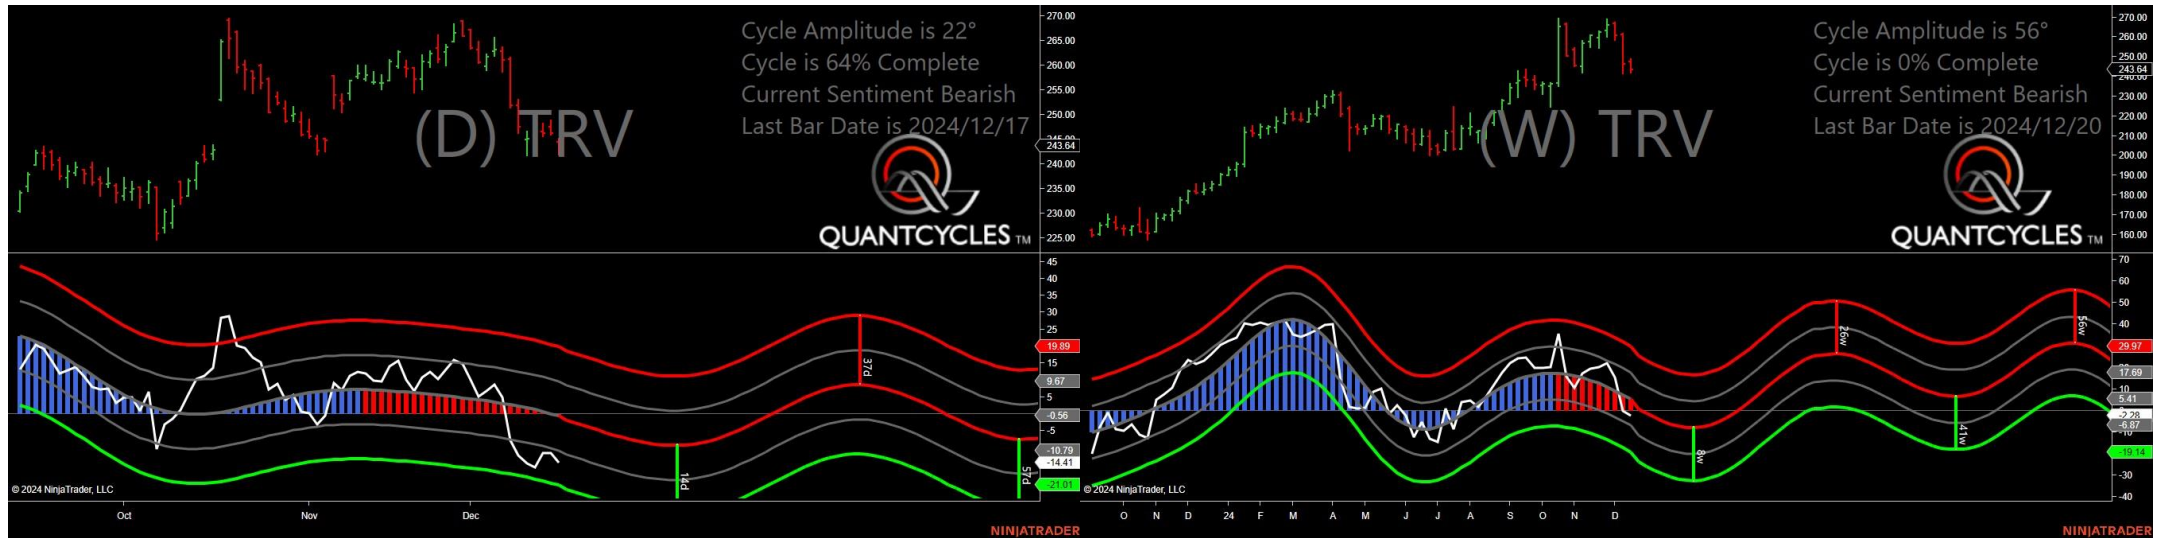 Cycle Amplitude is 22°
Cycle is 64% Complete
Current Sentiment Bearish
Last Bar Date is 2024/12/17
(D) TRV
QUANTCYCLES TM
270.00
265.00
260.00
255.00
250.00
245.00
243.64
240.00
235.00
230.00
225.00
45
40
35
30
25
19.89
9.67
5
-0.56
-5
-10.79
-14.41
-21.01
14d
37d
57d
© 2024 NinjaTrader, LLC
Oct Nov Dec
NINJATRADER
Cycle Amplitude is 56°
Cycle is 0% Complete
Current Sentiment Bearish
Last Bar Date is 2024/12/20
(W) TRV
QUANTCYCLES TM
270.00
260.00
250.00
243.64
240.00
230.00
220.00
210.00
200.00
190.00
180.00
170.00
160.00
70
60
50
40
29.97
17.69
10
5.41
-2.28
-6.87
-19.14
-30
-40
8w
26w
41w
56w
© 2024 NinjaTrader, LLC
O N D 24 F M A M J J A S O N D
NINJATRADER